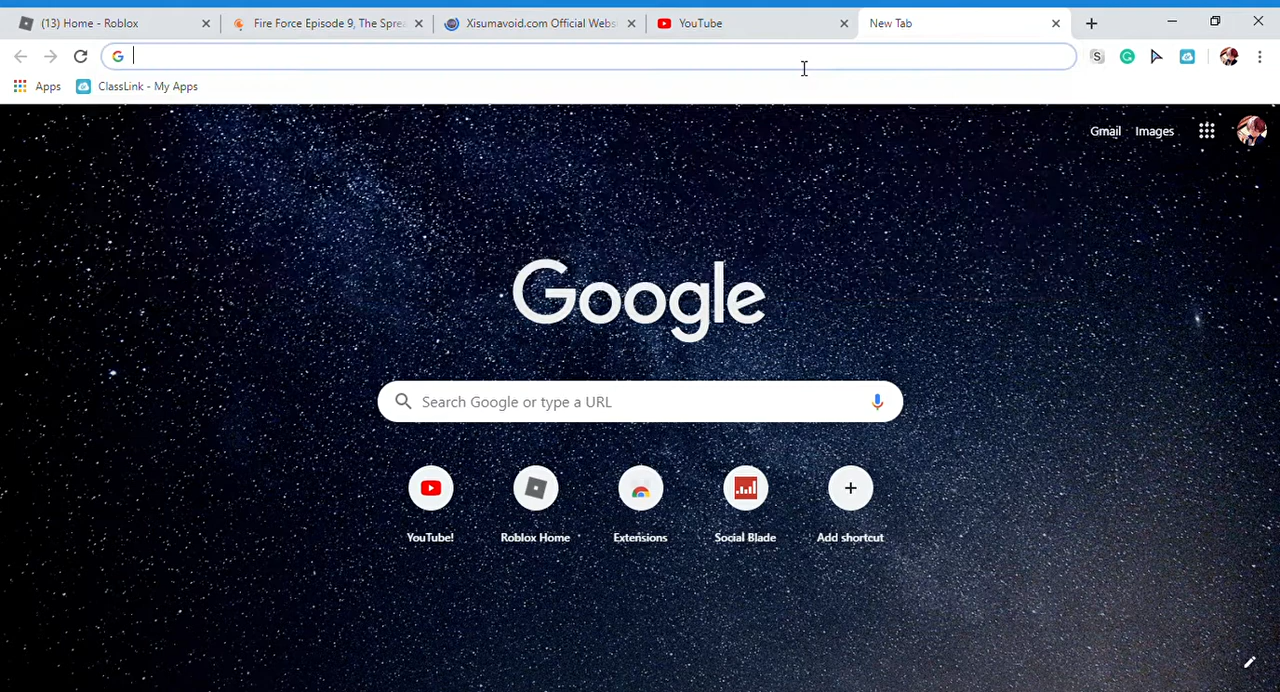 (13) Home - Roblox
Fire Force Episode 9, The Sprea
Xisumavoid.com Official Webs
YouTube
New Tab
S
Apps
ClassLink - My Apps
Gmail
Images
Google
Search Google or type a URL
YouTube!
Roblox Home
Extensions
Social Blade
Add shortcut